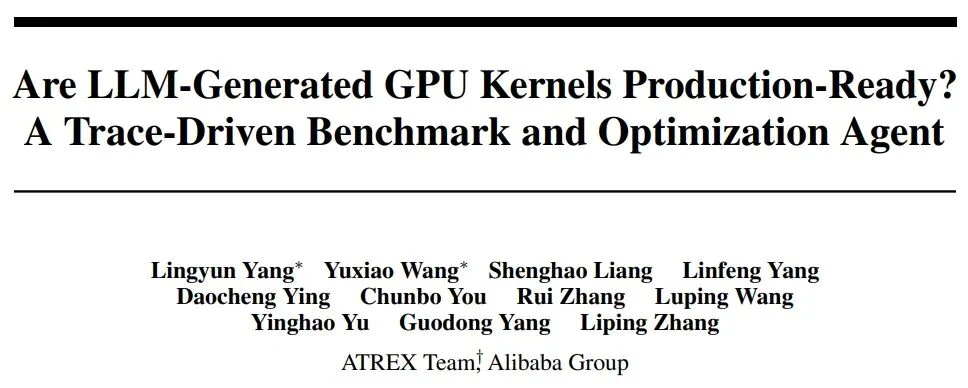 Are LLM-Generated GPU Kernels Production-Ready?
A Trace-Driven Benchmark and Optimization Agent
Lingyun Yang* Yuxiao Wang* Shenghao Liang Linfeng Yang
Daocheng Ying Chunbo You Rui Zhang Luping Wang
Yinghao Yu Guodong Yang Liping Zhang
ATREX Team,† Alibaba Group